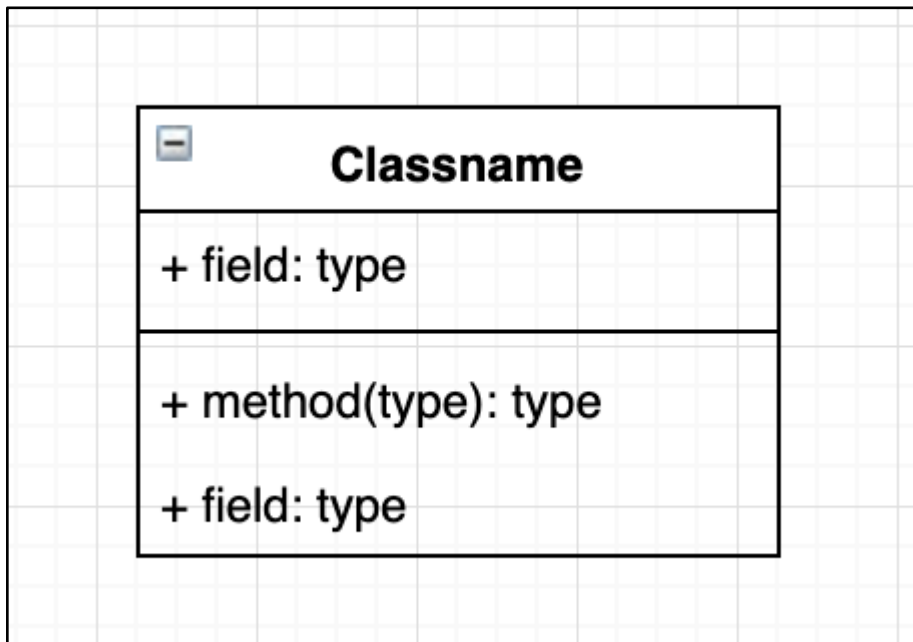 Classname
+ field: type
+ method(type): type
+ field: type